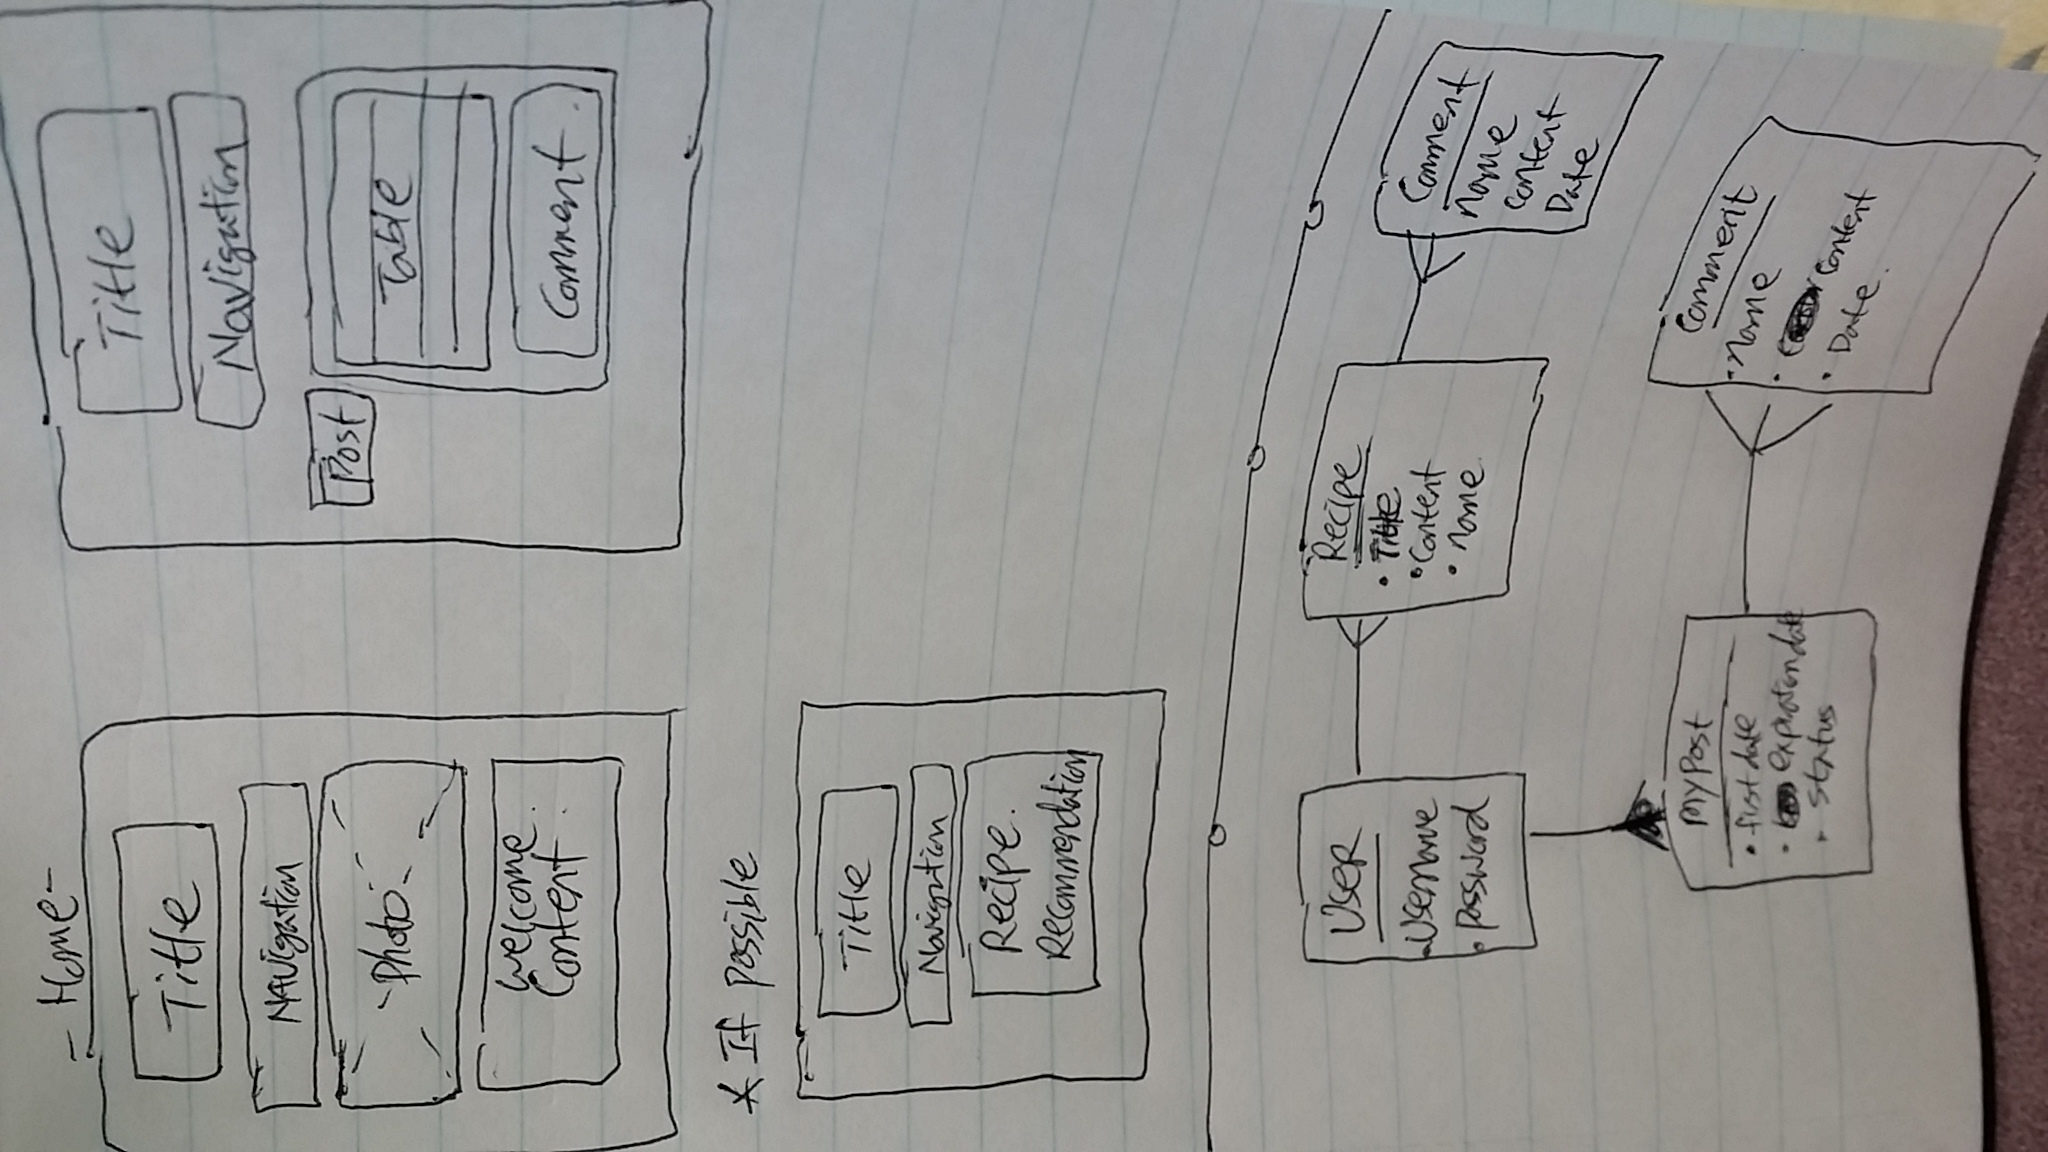 - Home -
Title
NAVigation
Photo
Welcome.
Content
Title
Navigation
Post
Table
Comment.
* If possible
Title
Navigation
Recipe.
Recommendation
USER
• Username
• password
Recipe
• Title
• Content
• name
Comment
name
content
Date
MyPost
• first date
• expiration date
• status
Comment
• name
• content
• Date.